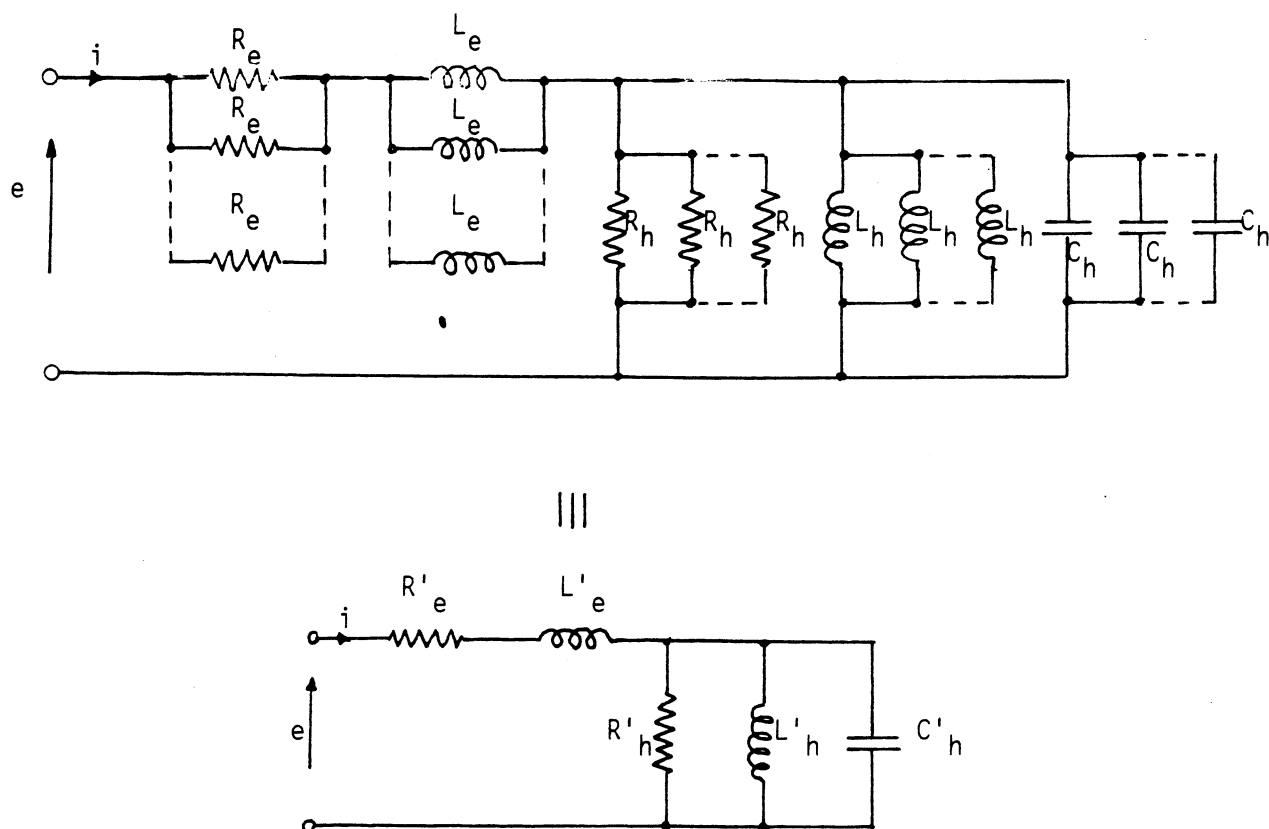 L_e
i
R_e
R_e
L_e
e
R_e
L_e
R_h R_h R_h L_h L_h L_h C_h C_h C_h
|||
R'_e L'_e
i
e
R'_h L'_h C'_h